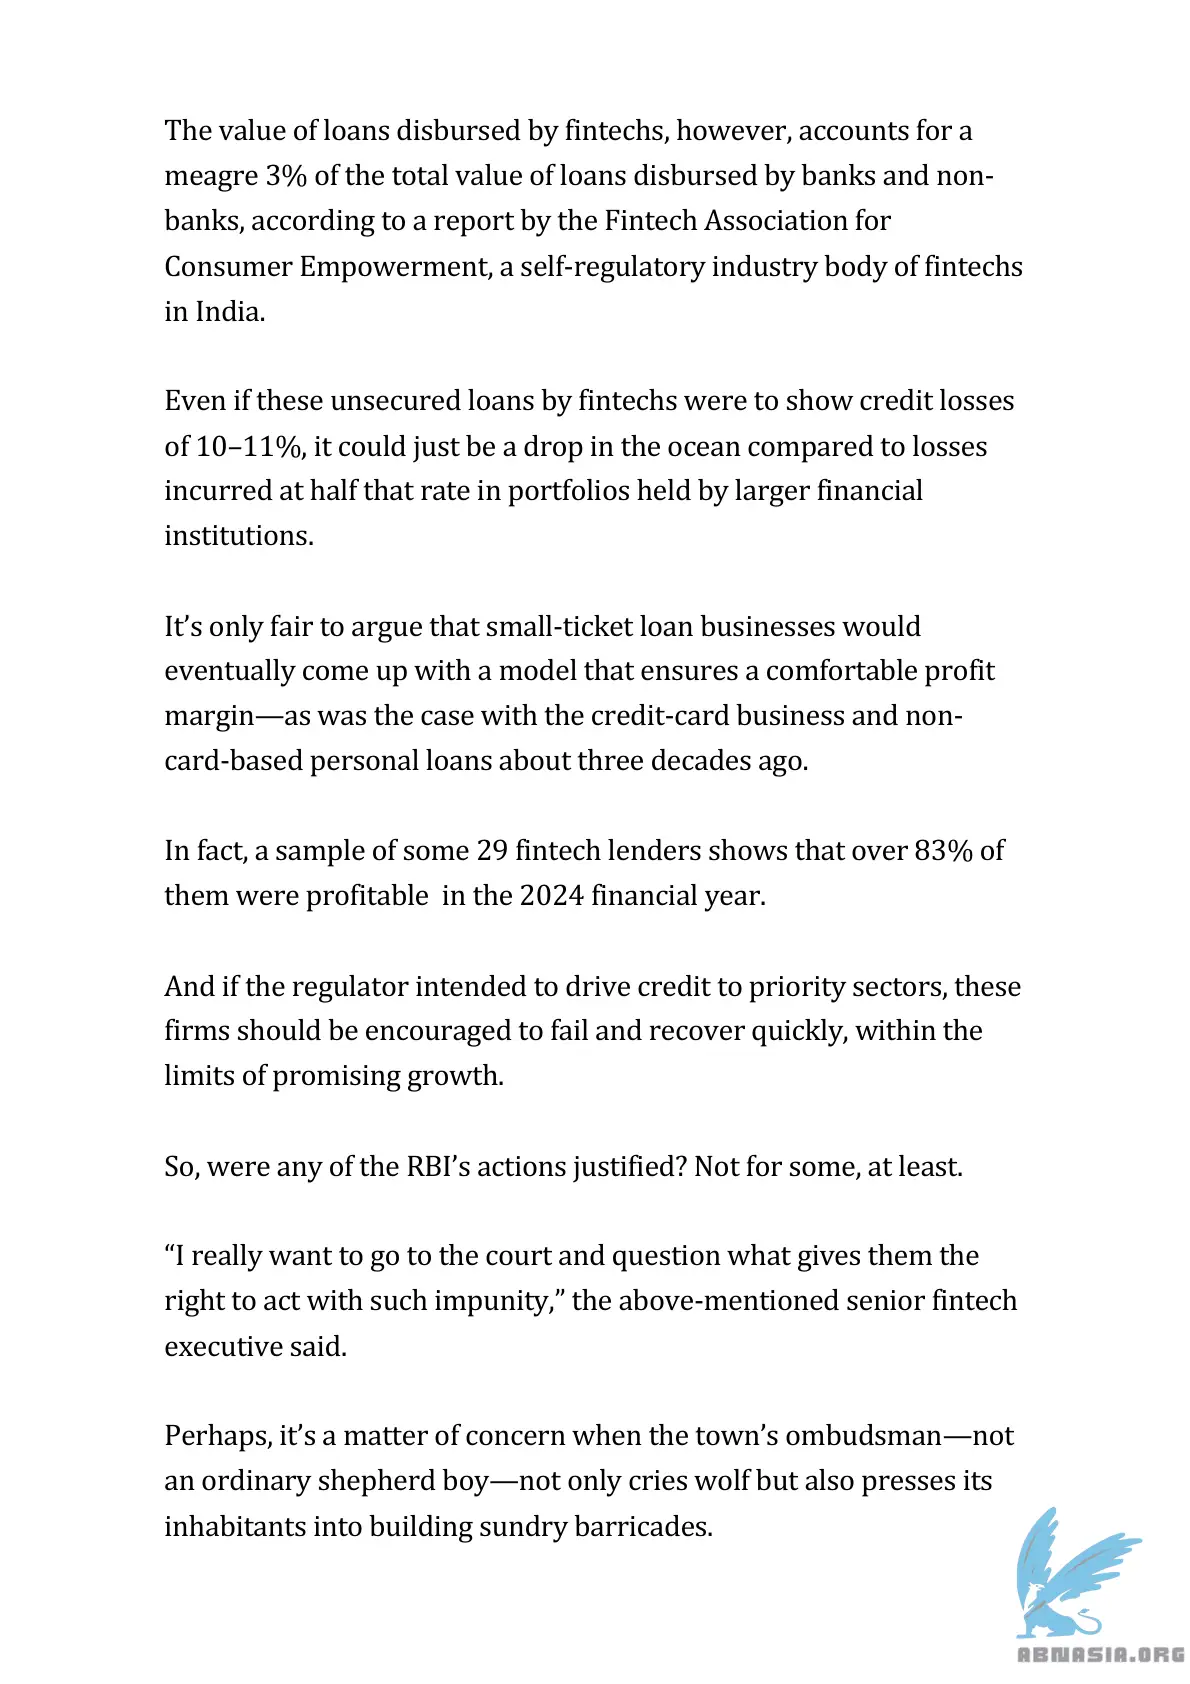 The value of loans disbursed by fintechs, however, accounts for a
meagre 3% of the total value of loans disbursed by banks and non-
banks, according to a report by the Fintech Association for
Consumer Empowerment, a self-regulatory industry body of fintechs
in India.
Even if these unsecured loans by fintechs were to show credit losses
of 10–11%, it could just be a drop in the ocean compared to losses
incurred at half that rate in portfolios held by larger financial
institutions.
It’s only fair to argue that small-ticket loan businesses would
eventually come up with a model that ensures a comfortable profit
margin—as was the case with the credit-card business and non-
card-based personal loans about three decades ago.
In fact, a sample of some 29 fintech lenders shows that over 83% of
them were profitable  in the 2024 financial year.
And if the regulator intended to drive credit to priority sectors, these
firms should be encouraged to fail and recover quickly, within the
limits of promising growth.
So, were any of the RBI’s actions justified? Not for some, at least.
“I really want to go to the court and question what gives them the
right to act with such impunity,” the above-mentioned senior fintech
executive said.
Perhaps, it’s a matter of concern when the town’s ombudsman—not
an ordinary shepherd boy—not only cries wolf but also presses its
inhabitants into building sundry barricades.
ABNASIA.ORG